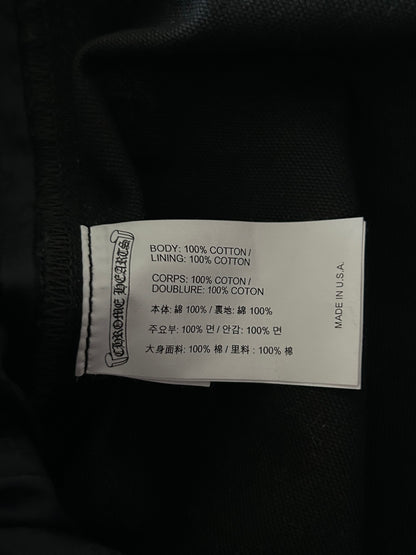 CHROME HEARTS
BODY: 100% COTTON /
LINING: 100% COTTON
CORPS: 100% COTON /
DOUBLURE: 100% COTON
本体: 綿 100% / 裏地: 綿 100%
주요부: 100% 면 / 안감: 100% 면
大身面料: 100% 棉 / 里料: 100% 棉
MADE IN U.S.A.